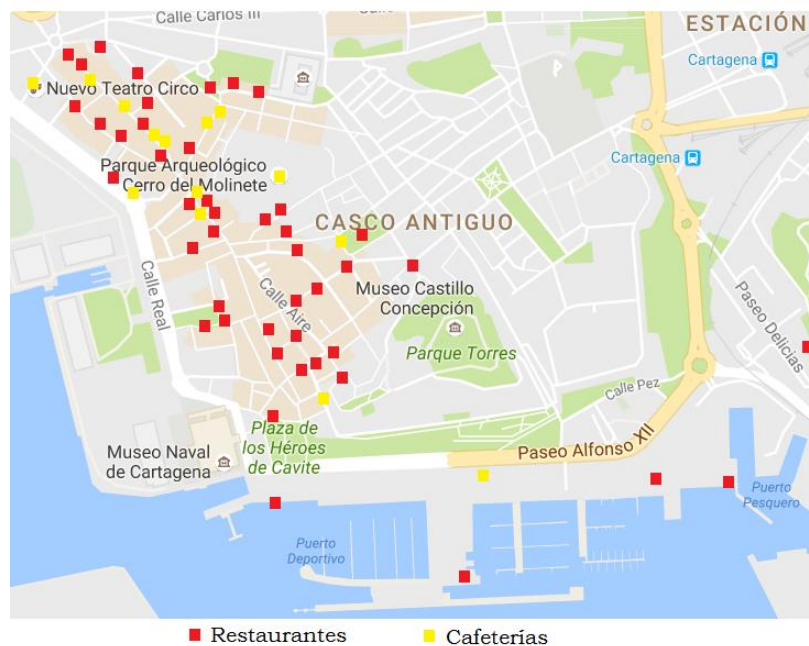 Calle Carlos III
Calle
ESTACIÓN
Cartagena
Nuevo Teatro Circo
Cartagena
Parque Arqueológico
Cerro del Molinete
CASCO ANTIGUO
Calle Real
Calle Aire
Museo Castillo
Concepción
Parque Torres
Paseo Delicias
Calle Pez
Plaza de
los Héroes
de Cavite
Museo Naval
de Cartagena
Paseo Alfonso XII
Puerto
Pesquero
Puerto
Deportivo
Restaurantes
Cafeterías